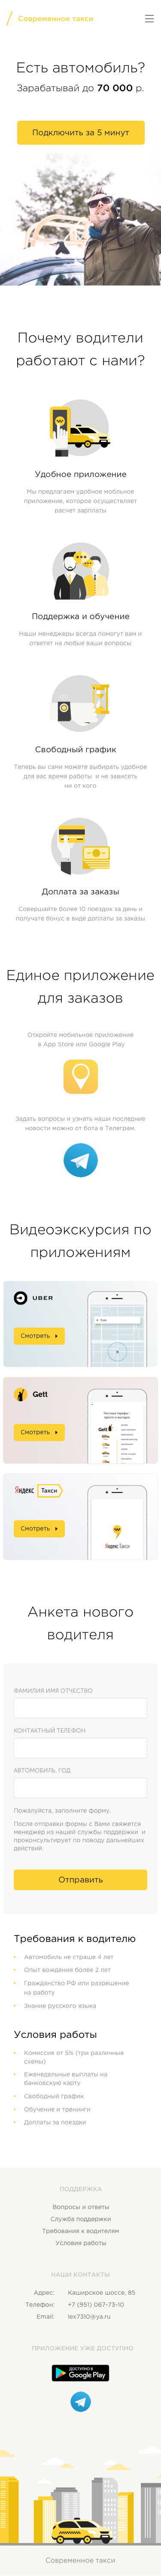 Современное такси
Есть автомобиль?
Зарабатывай до 70 000 р.
Подключить за 5 минут
Почему водители
работают с нами?
Удобное приложение
Мы предлагаем удобное мобльное
приложение, которое осуществляет
расчет зарплаты
Поддержка и обучение
Наши менеджеры всегда помогут вам и
ответят на любые ваши вопросы
Свободный график
Теперь вы сами можете выбирать удобное
для вас время работы и не зависеть
ни от кого
Доплата за заказы
Совершайте более 10 поездок за день и
получате бонус в виде доплаты за заказы
Единое приложение
для заказов
Откройте мобильное приложение
в App Store или Google Play
Задать вопросы и узнать наши последние
новости можно от бота в Телеграм.
Видеоэкскурсия по
приложениям
UBER
Смотреть
Gett
Смотреть
Яндекс Такси
Смотреть
Яндекс.Такси
Анкета нового
водителя
ФАМИЛИЯ ИМЯ ОТЧЕСТВО
КОНТАКТНЫЙ ТЕЛЕФОН
АВТОМОБИЛЬ, ГОД
Пожалуйста, заполните форму.
После отправки формы с Вами свяжется
менеджер из нашей службы поддержки и
проконсультирует по поводу дальнейших
действий.
Отправить
Требования к водителю
Автомобиль не страше 4 лет
Опыт вождения более 2 лет
Гражданство РФ или разрешение
на работу
Знание русского языка
Условия работы
Комиссия от 5% (три различные
схемы)
Еженедельные выплаты на
банковскую карту
Свободный график
Обучение и тренинги
Доплаты за поездки
ПОДДЕРЖКА
Вопросы и ответы
Служба поддержки
Требования к водителям
Условия работы
НАШИ КОНТАКТЫ
Адрес: Каширское шоссе, 85
Телефон: +7 (951) 067-73-10
Email: lex7310@ya.ru
ПРИЛОЖЕНИЕ УЖЕ ДОСТУПНО
ДОСТУПНО В
Google Play
Современное такси